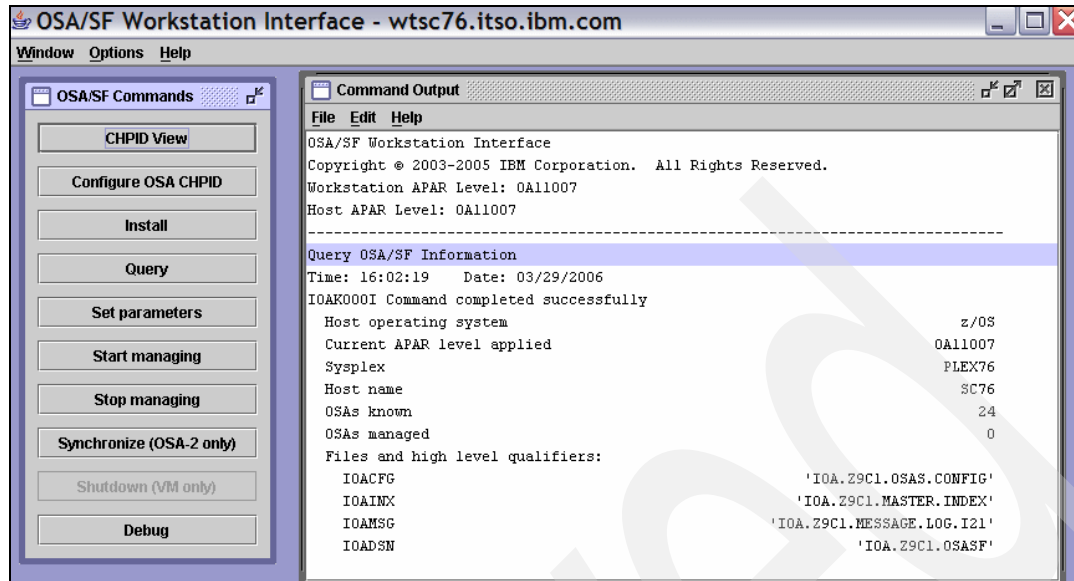 OSA/SF Workstation Interface - wtsc76.itso.ibm.com
Window Options Help
OSA/SF Commands
CHPID View
Configure OSA CHPID
Install
Query
Set parameters
Start managing
Stop managing
Synchronize (OSA-2 only)
Shutdown (VM only)
Debug
Command Output
File Edit Help
OSA/SF Workstation Interface
Copyright © 2003-2005 IBM Corporation. All Rights Reserved.
Workstation APAR Level: OA11007
Host APAR Level: OA11007
--------------------------------------------------------------------------------
Query OSA/SF Information
Time: 16:02:19 Date: 03/29/2006
IOAK000I Command completed successfully
Host operating system z/OS
Current APAR level applied OA11007
Sysplex PLEX76
Host name SC76
OSAs known 24
OSAs managed 0
Files and high level qualifiers:
IOACFG 'IOA.Z9C1.OSAS.CONFIG'
IOAINX 'IOA.Z9C1.MASTER.INDEX'
IOAMSG 'IOA.Z9C1.MESSAGE.LOG.I21'
IOADSN 'IOA.Z9C1.OSASF'